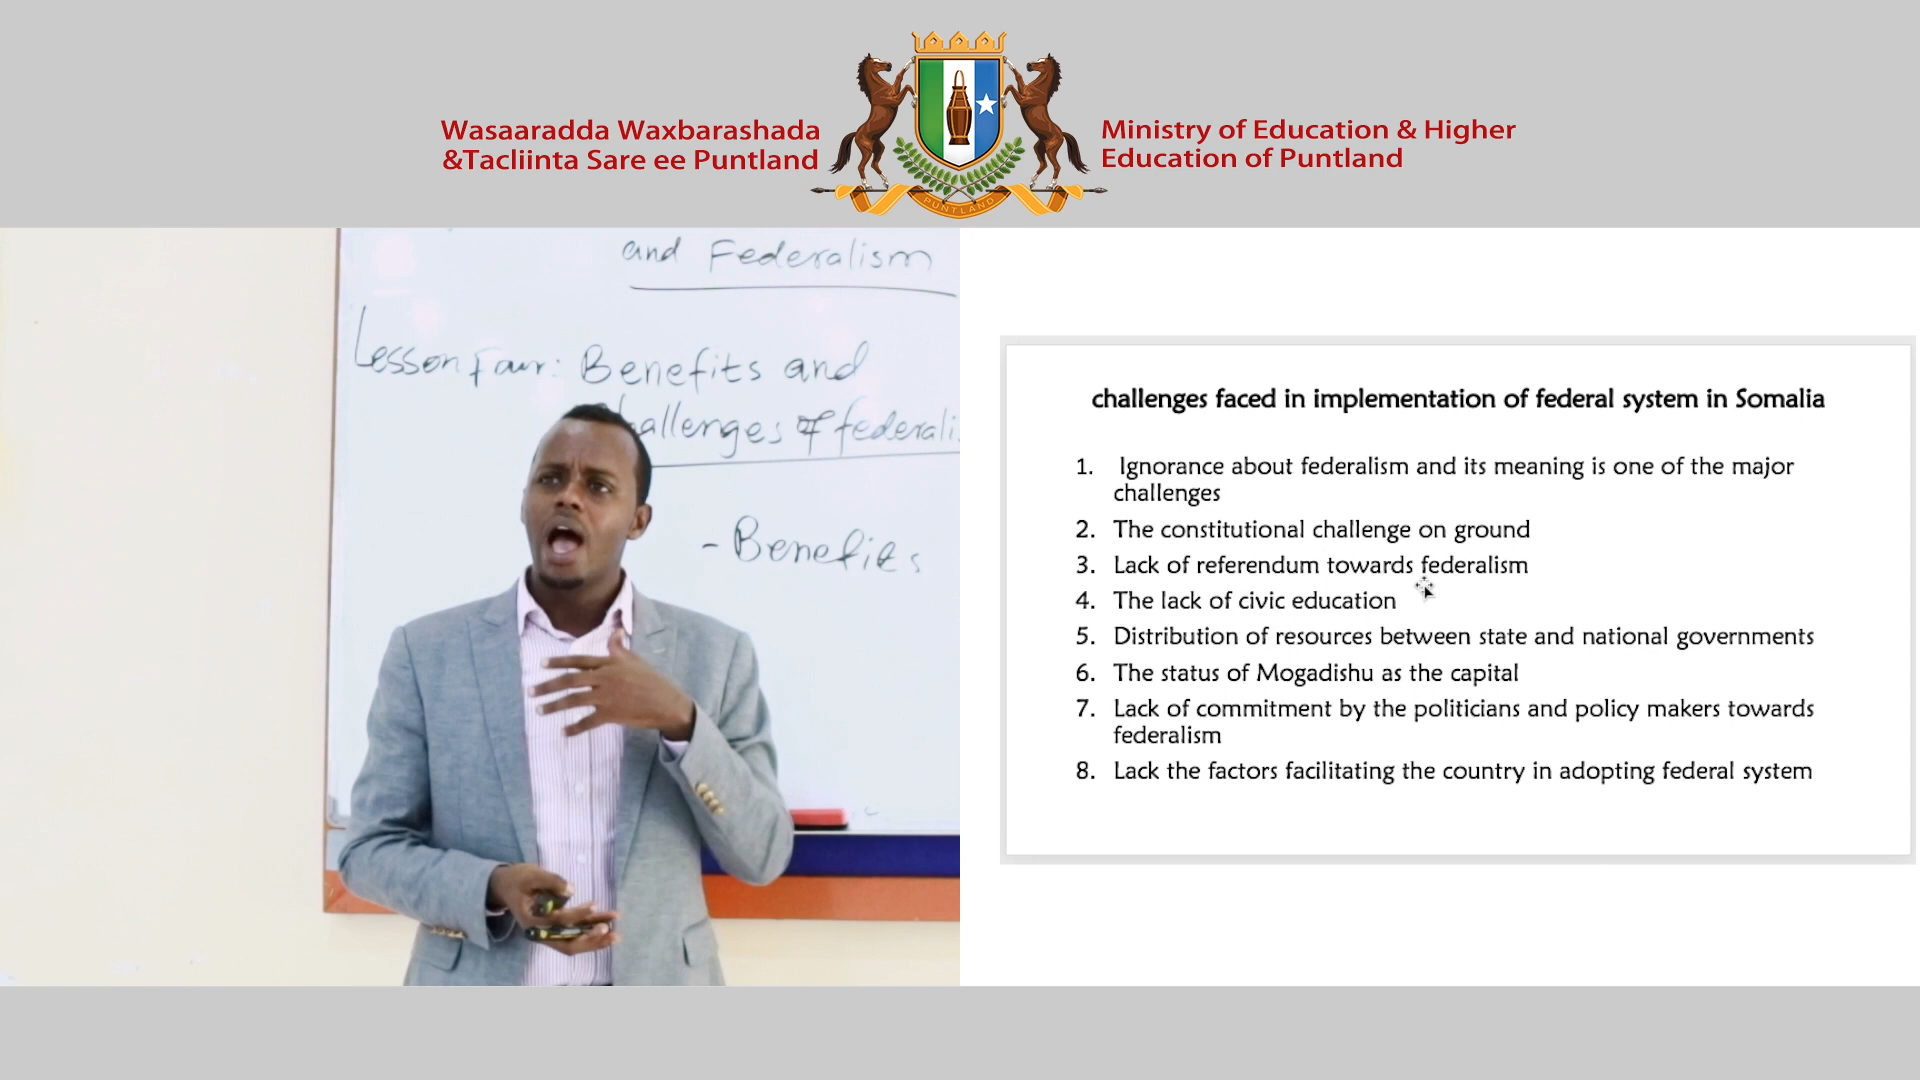 Wasaaradda Waxbarashada
&Tacliinta Sare ee Puntland
PUNTLAND
Ministry of Education & Higher
Education of Puntland
and Federalism
Lesson Four: Benefits and
hallenges of federali
- Benefits
challenges faced in implementation of federal system in Somalia
1. Ignorance about federalism and its meaning is one of the major
challenges
2. The constitutional challenge on ground
3. Lack of referendum towards federalism
4. The lack of civic education
5. Distribution of resources between state and national governments
6. The status of Mogadishu as the capital
7. Lack of commitment by the politicians and policy makers towards
federalism
8. Lack the factors facilitating the country in adopting federal system